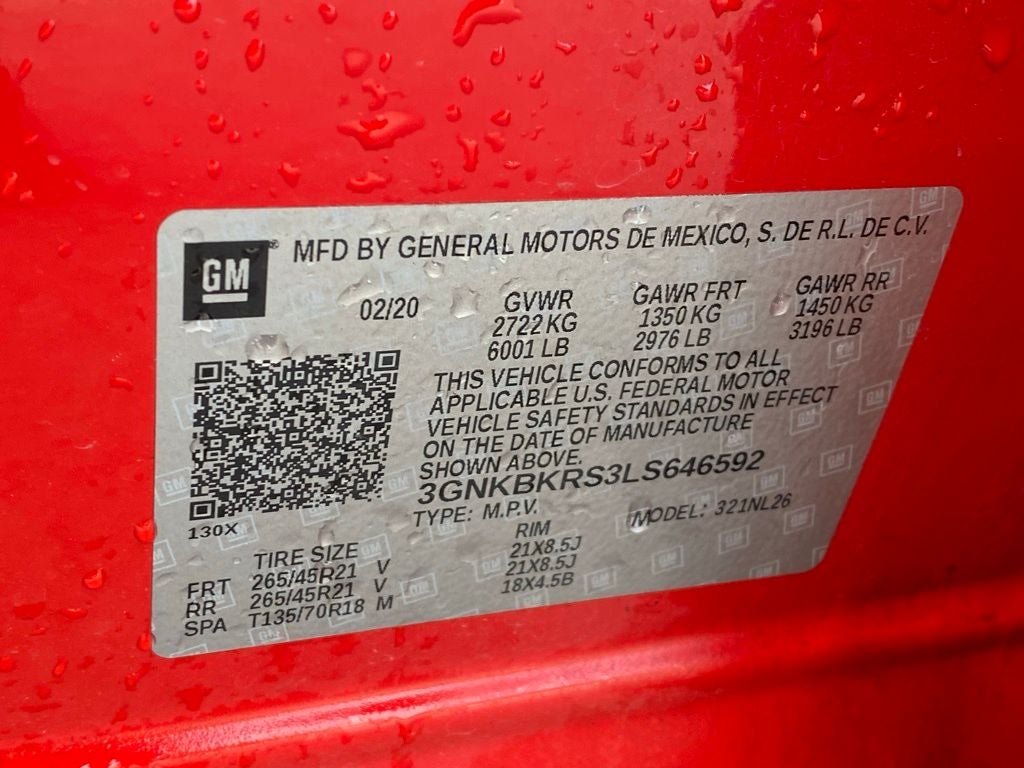 GM® MFD BY GENERAL MOTORS DE MEXICO, S. DE R.L. DE C.V.
02/20 GVWR GAWR FRT GAWR RR
2722 KG 1350 KG 1450 KG
6001 LB 2976 LB 3196 LB
THIS VEHICLE CONFORMS TO ALL
APPLICABLE U.S. FEDERAL MOTOR
VEHICLE SAFETY STANDARDS IN EFFECT
ON THE DATE OF MANUFACTURE
SHOWN ABOVE.
3GNKBKRS3LS646592
130X TYPE: M.P.V. MODEL: 321NL26
TIRE SIZE RIM
FRT 265/45R21 V 21X8.5J
RR 265/45R21 V 21X8.5J
SPA T135/70R18 M 18X4.5B